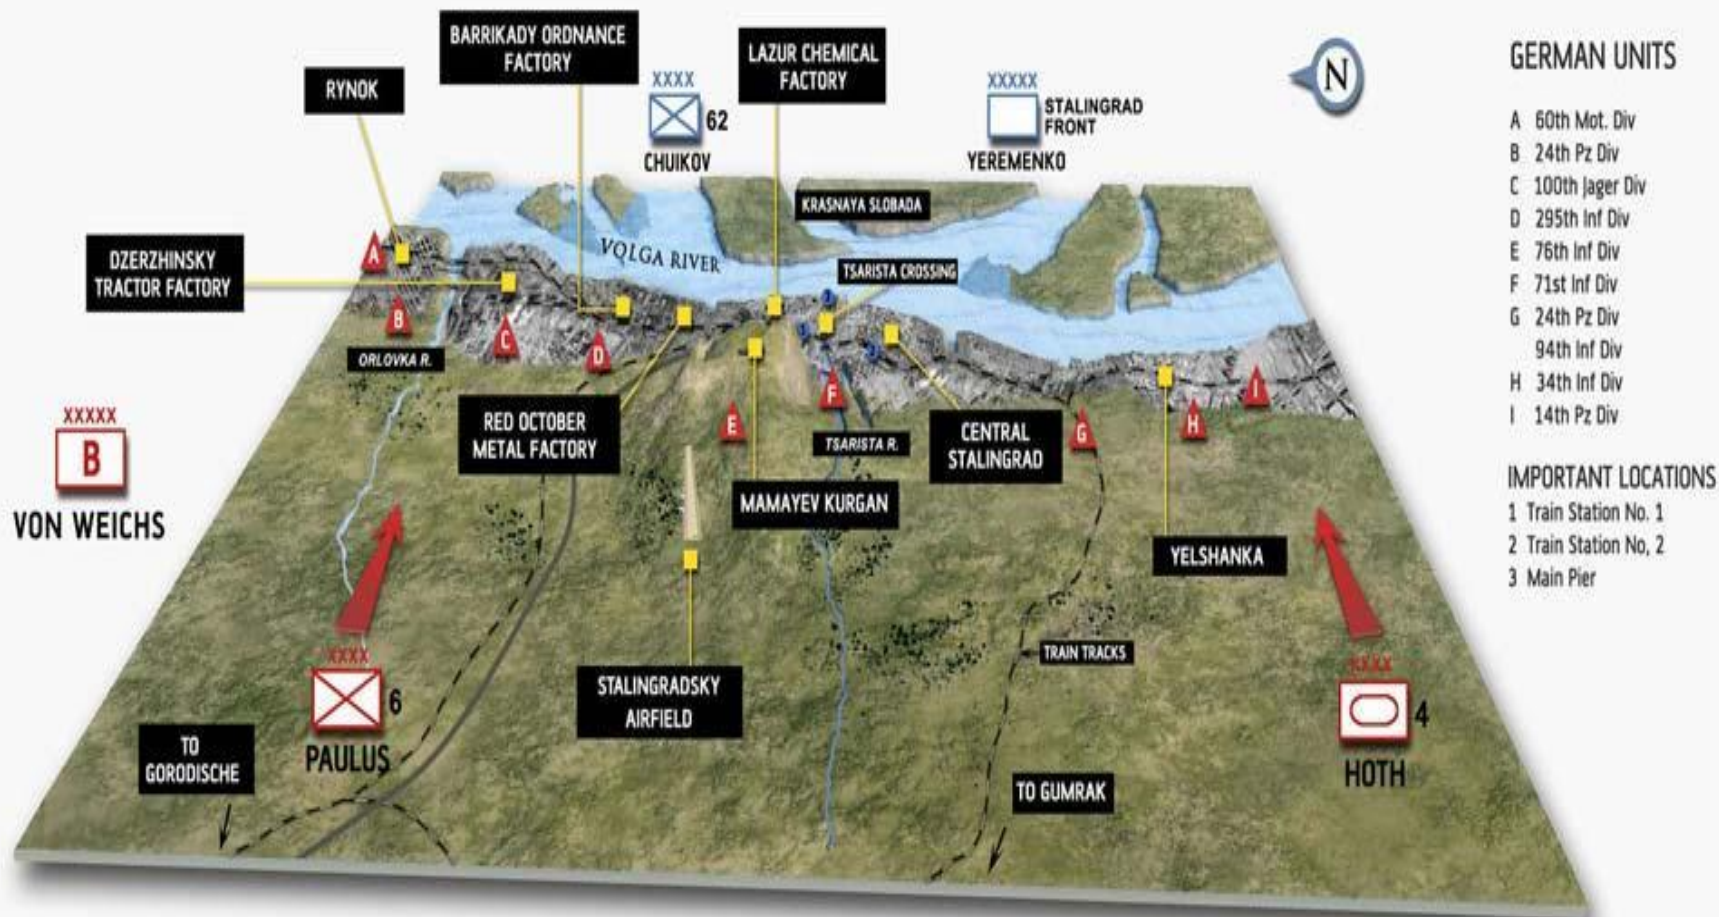 BARRIKADY ORDNANCE
FACTORY
LAZUR CHEMICAL
FACTORY
RYNOK
XXXX
62
CHUIKOV
XXXXX
STALINGRAD
FRONT
YEREMENKO
N
KRASNAYA SLOBADA
VOLGA RIVER
TSARISTA CROSSING
DZERZHINSKY
TRACTOR FACTORY
A
B
C
D
E
F
G
H
I
ORLOVKA R.
XXXXX
B
VON WEICHS
RED OCTOBER
METAL FACTORY
TSARISTA R.
CENTRAL
STALINGRAD
MAMAYEV KURGAN
YELSHANKA
TRAIN TRACKS
STALINGRADSKY
AIRFIELD
XXXX
6
PAULUS
XXXX
4
HOTH
TO
GORODISCHE
TO GUMRAK
GERMAN UNITS
A 60th Mot. Div
B 24th Pz Div
C 100th Jager Div
D 295th Inf Div
E 76th Inf Div
F 71st Inf Div
G 24th Pz Div
94th Inf Div
H 34th Inf Div
I 14th Pz Div
IMPORTANT LOCATIONS
1 Train Station No. 1
2 Train Station No, 2
3 Main Pier